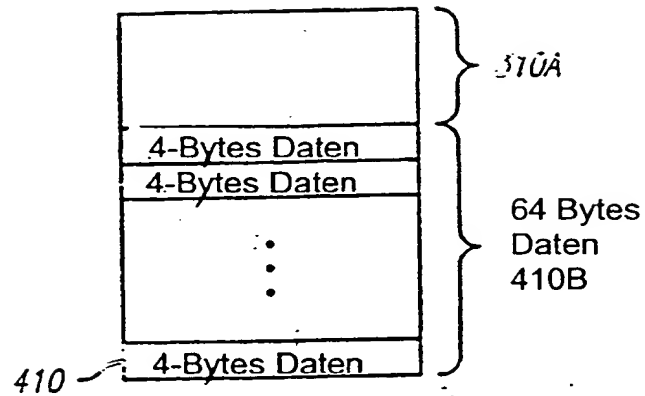 310A
4-Bytes Daten
4-Bytes Daten
64 Bytes
Daten
410B
4-Bytes Daten
410